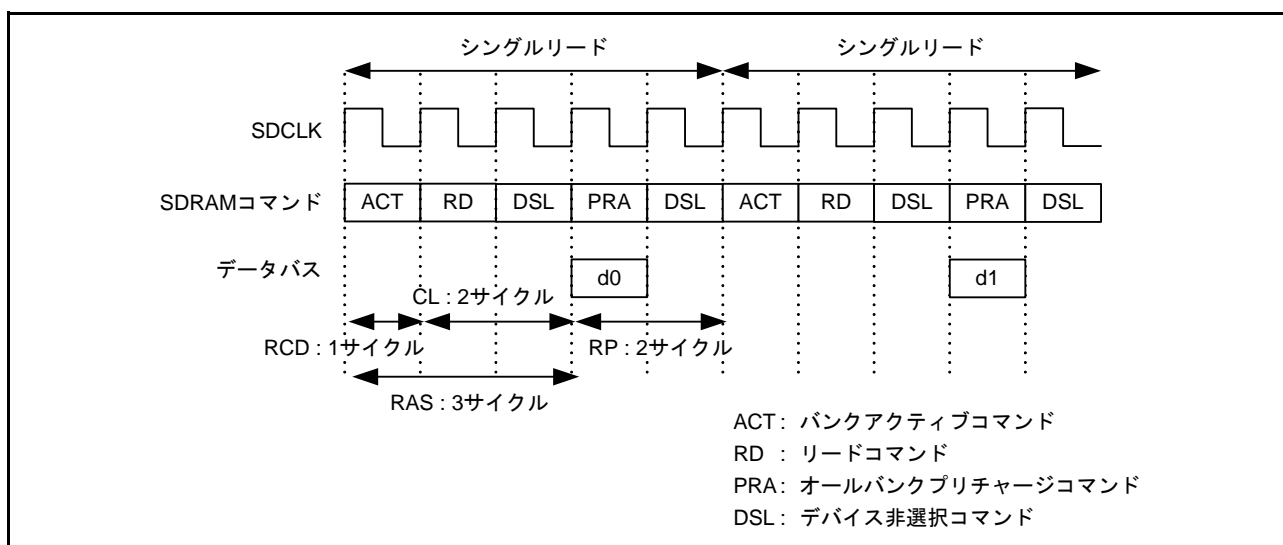 シングルリード シングルリード
SDCLK
SDRAMコマンド ACT RD DSL PRA DSL ACT RD DSL PRA DSL
データバス d0 d1
CL : 2サイクル
RCD : 1サイクル RP : 2サイクル
RAS : 3サイクル
ACT : バンクアクティブコマンド
RD : リードコマンド
PRA : オールバンクプリチャージコマンド
DSL : デバイス非選択コマンド